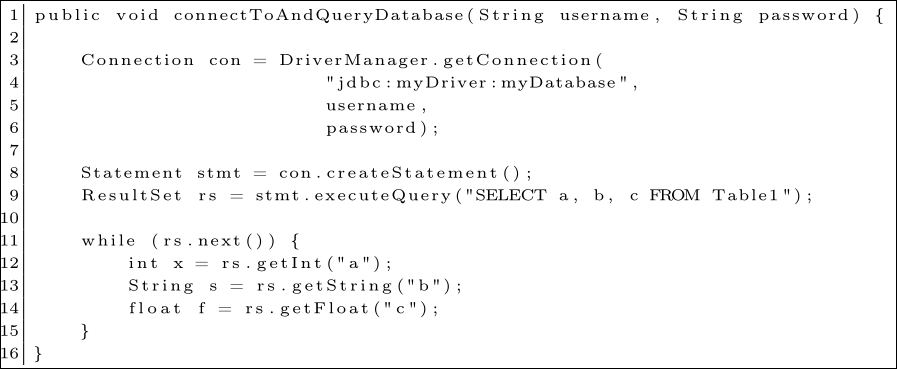 1 public void connectToAndQueryDatabase(String username, String password) {
2
3     Connection con = DriverManager.getConnection(
4                          "jdbc:myDriver:myDatabase",
5                          username,
6                          password);
7
8     Statement stmt = con.createStatement();
9     ResultSet rs = stmt.executeQuery("SELECT a, b, c FROM Table1");
10
11     while (rs.next()) {
12         int x = rs.getInt("a");
13         String s = rs.getString("b");
14         float f = rs.getFloat("c");
15     }
16 }